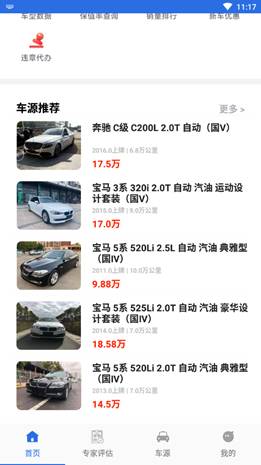 11:17
车型数据 保值率查询 销量排行 新车优惠
违章代办
车源推荐 更多 >
奔驰 C级 C200L 2.0T 自动（国V）
2016.0上牌 | 6.8万公里
17.5万
宝马 3系 320i 2.0T 自动 汽油 运动设
计套装（国V）
2015.0上牌 | 9.0万公里
17.0万
宝马 5系 520Li 2.5L 自动 汽油 典雅型
（国IV）
2011.0上牌 | 10.0万公里
9.88万
宝马 5系 525Li 2.0T 自动 汽油 豪华设
计套装（国IV）
2014.0上牌 | 7.0万公里
18.58万
宝马 5系 520Li 2.0T 自动 汽油 典雅型
（国IV）
2013.0上牌 | 7.0万公里
14.5万
首页 专家评估 车源 我的